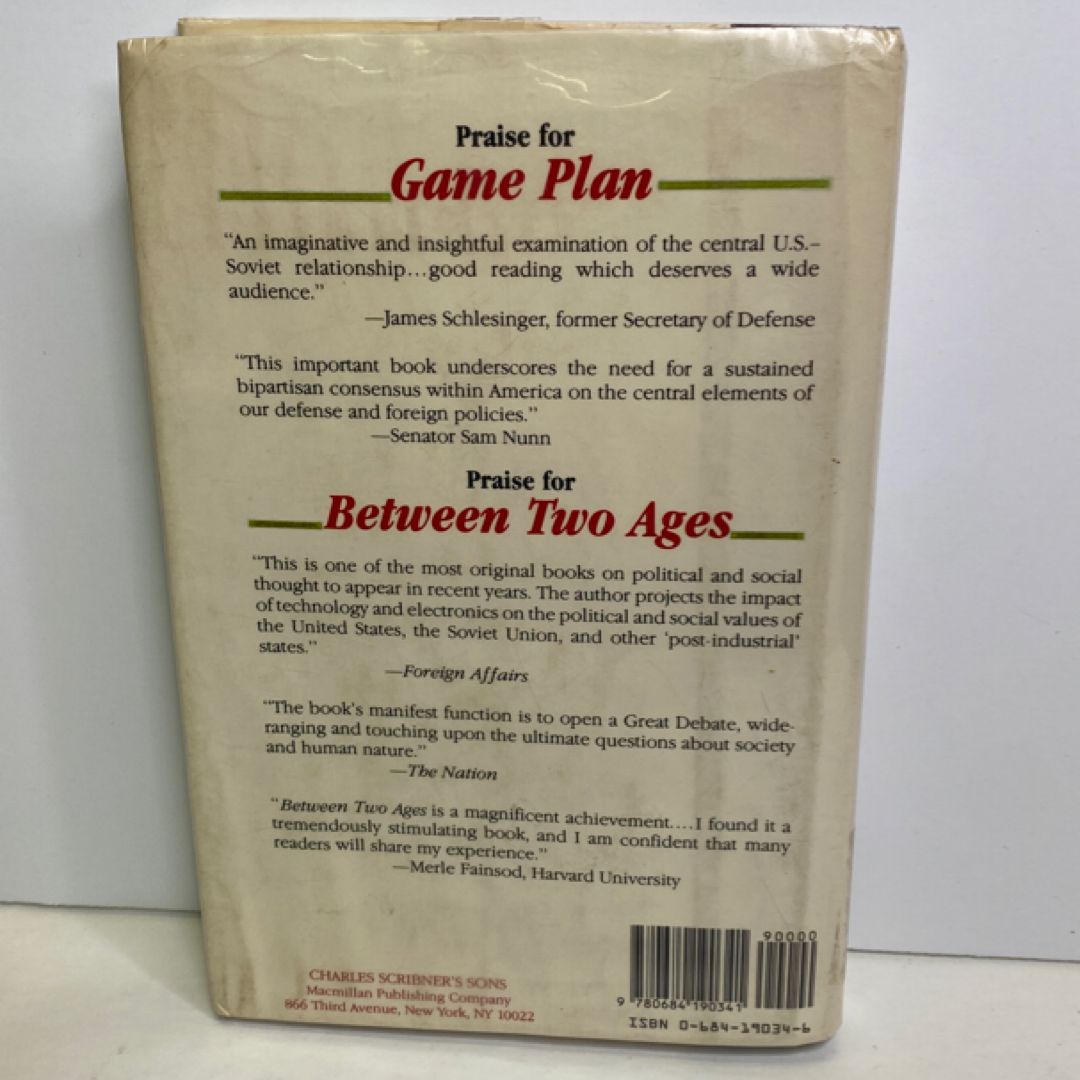 Praise for
Game Plan
“An imaginative and insightful examination of the central U.S.–
Soviet relationship...good reading which deserves a wide
audience.”
—James Schlesinger, former Secretary of Defense
“This important book underscores the need for a sustained
bipartisan consensus within America on the central elements of
our defense and foreign policies.”
—Senator Sam Nunn
Praise for
Between Two Ages
“This is one of the most original books on political and social
thought to appear in recent years. The author projects the impact
of technology and electronics on the political and social values of
the United States, the Soviet Union, and other ‘post-industrial’
states.”
—Foreign Affairs
“The book's manifest function is to open a Great Debate, wide-
ranging and touching upon the ultimate questions about society
and human nature.”
—The Nation
“Between Two Ages is a magnificent achievement....I found it a
tremendously stimulating book, and I am confident that many
readers will share my experience.”
—Merle Fainsod, Harvard University
CHARLES SCRIBNER'S SONS
Macmillan Publishing Company
866 Third Avenue, New York, NY 10022
90000
9 780684 190341
ISBN 0-684-19034-6